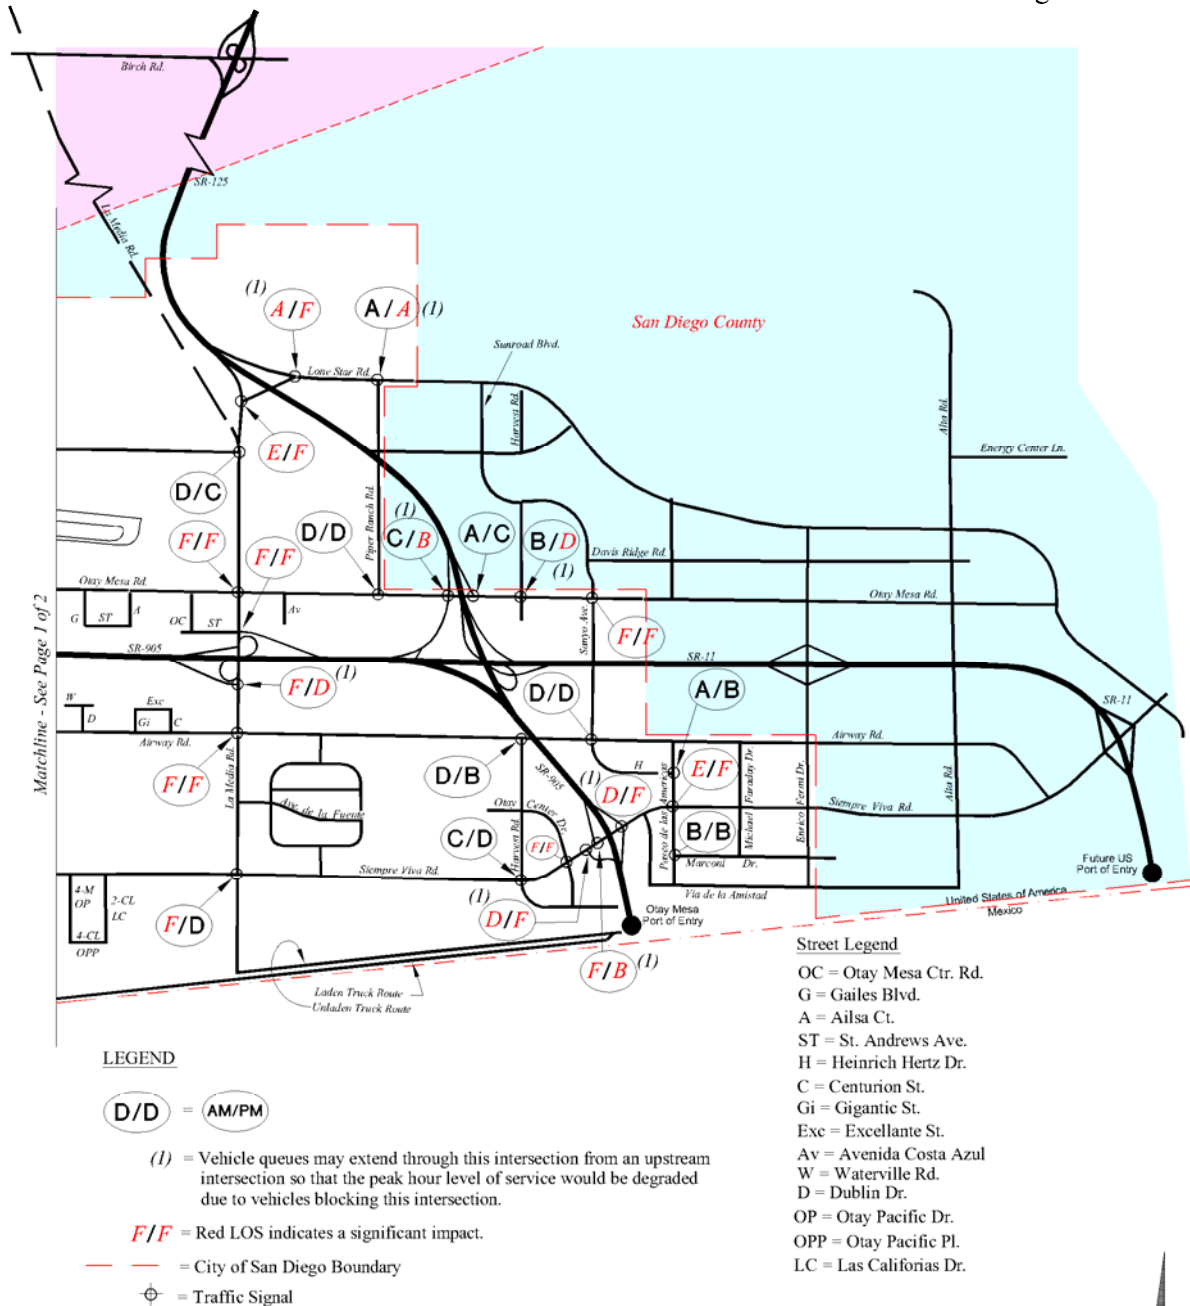 g
Birch Rd.
SR-125
La Media Rd.
(1)
A/F
A/A
(1)
San Diego County
Sunroad Blvd.
Lone Star Rd.
Harvest Rd.
Alta Rd.
Energy Center Ln.
E/F
D/C
Piper Ranch Rd.
(1)
F/F
F/F
D/D
C/B
A/C
B/D
(1)
Davis Ridge Rd.
Otay Mesa Rd.
Otay Mesa Rd.
G
ST
A
OC
ST
Av
Sanyo Ave.
F/F
Matchline - See Page 1 of 2
SR-905
SR-11
(1)
F/D
D/D
A/B
SR-11
W
D
Exc
Gi
C
Airway Rd.
Airway Rd.
F/F
La Media Rd.
D/B
SR-905
H
(1)
D/F
E/F
Paseo de las Americas
Michael Faraday Dr.
Enrico Fermi Dr.
Alta Rd.
Ave. de la Fuente
Otay Center Dr.
Siempre Viva Rd.
C/D
Harvest Rd.
F/F
B/B
Marconi Dr.
Siempre Viva Rd.
Future US
Port of Entry
4-M
OP
2-CL
LC
4-CL
OPP
F/D
(1)
D/F
Via de la Amistad
United States of America
Mexico
Otay Mesa
Port of Entry
F/B
(1)
Laden Truck Route
Unladen Truck Route
Street Legend
OC = Otay Mesa Ctr. Rd.
G = Gailes Blvd.
A = Ailsa Ct.
ST = St. Andrews Ave.
H = Heinrich Hertz Dr.
C = Centurion St.
Gi = Gigantic St.
Exc = Excellante St.
Av = Avenida Costa Azul
W = Waterville Rd.
D = Dublin Dr.
OP = Otay Pacific Dr.
OPP = Otay Pacific Pl.
LC = Las Califorias Dr.
LEGEND
D/D = AM/PM
(1) = Vehicle queues may extend through this intersection from an upstream
intersection so that the peak hour level of service would be degraded
due to vehicles blocking this intersection.
F/F = Red LOS indicates a significant impact.
= City of San Diego Boundary
= Traffic Signal